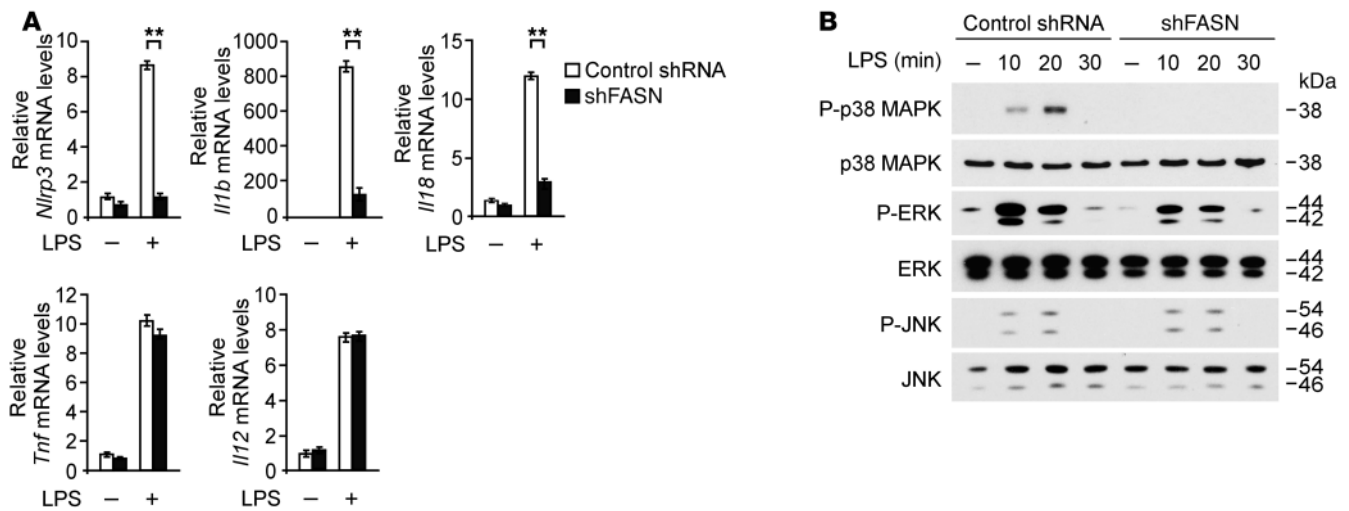 A
Relative
Nlrp3 mRNA levels
10
8
6
4
2
0
**
LPS – +
Relative
Il1b mRNA levels
1000
800
600
400
200
0
**
LPS – +
Relative
Il18 mRNA levels
15
10
5
0
**
LPS – +
Control shRNA
shFASN
Relative
Tnf mRNA levels
12
10
8
6
4
2
0
LPS – +
Relative
Il12 mRNA levels
10
8
6
4
2
0
LPS – +
B
Control shRNA shFASN
LPS (min) – 10 20 30 – 10 20 30
kDa
P-p38 MAPK –38
p38 MAPK –38
P-ERK –44
–42
ERK –44
–42
P-JNK –54
–46
JNK –54
–46